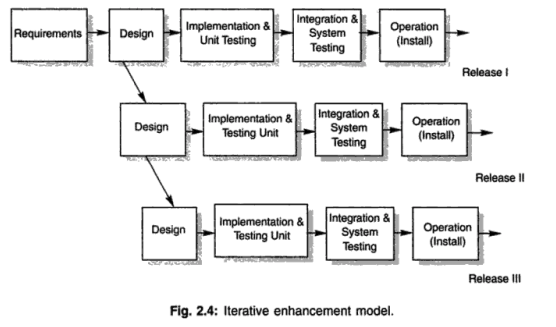 Requirements
Design
Implementation &
Unit Testing
Integration &
System
Testing
Operation
(Install)
Release I
Design
Implementation &
Testing Unit
Integration &
System
Testing
Operation
(Install)
Release II
Design
Implementation &
Testing Unit
Integration &
System
Testing
Operation
(Install)
Release III
Fig. 2.4: Iterative enhancement model.